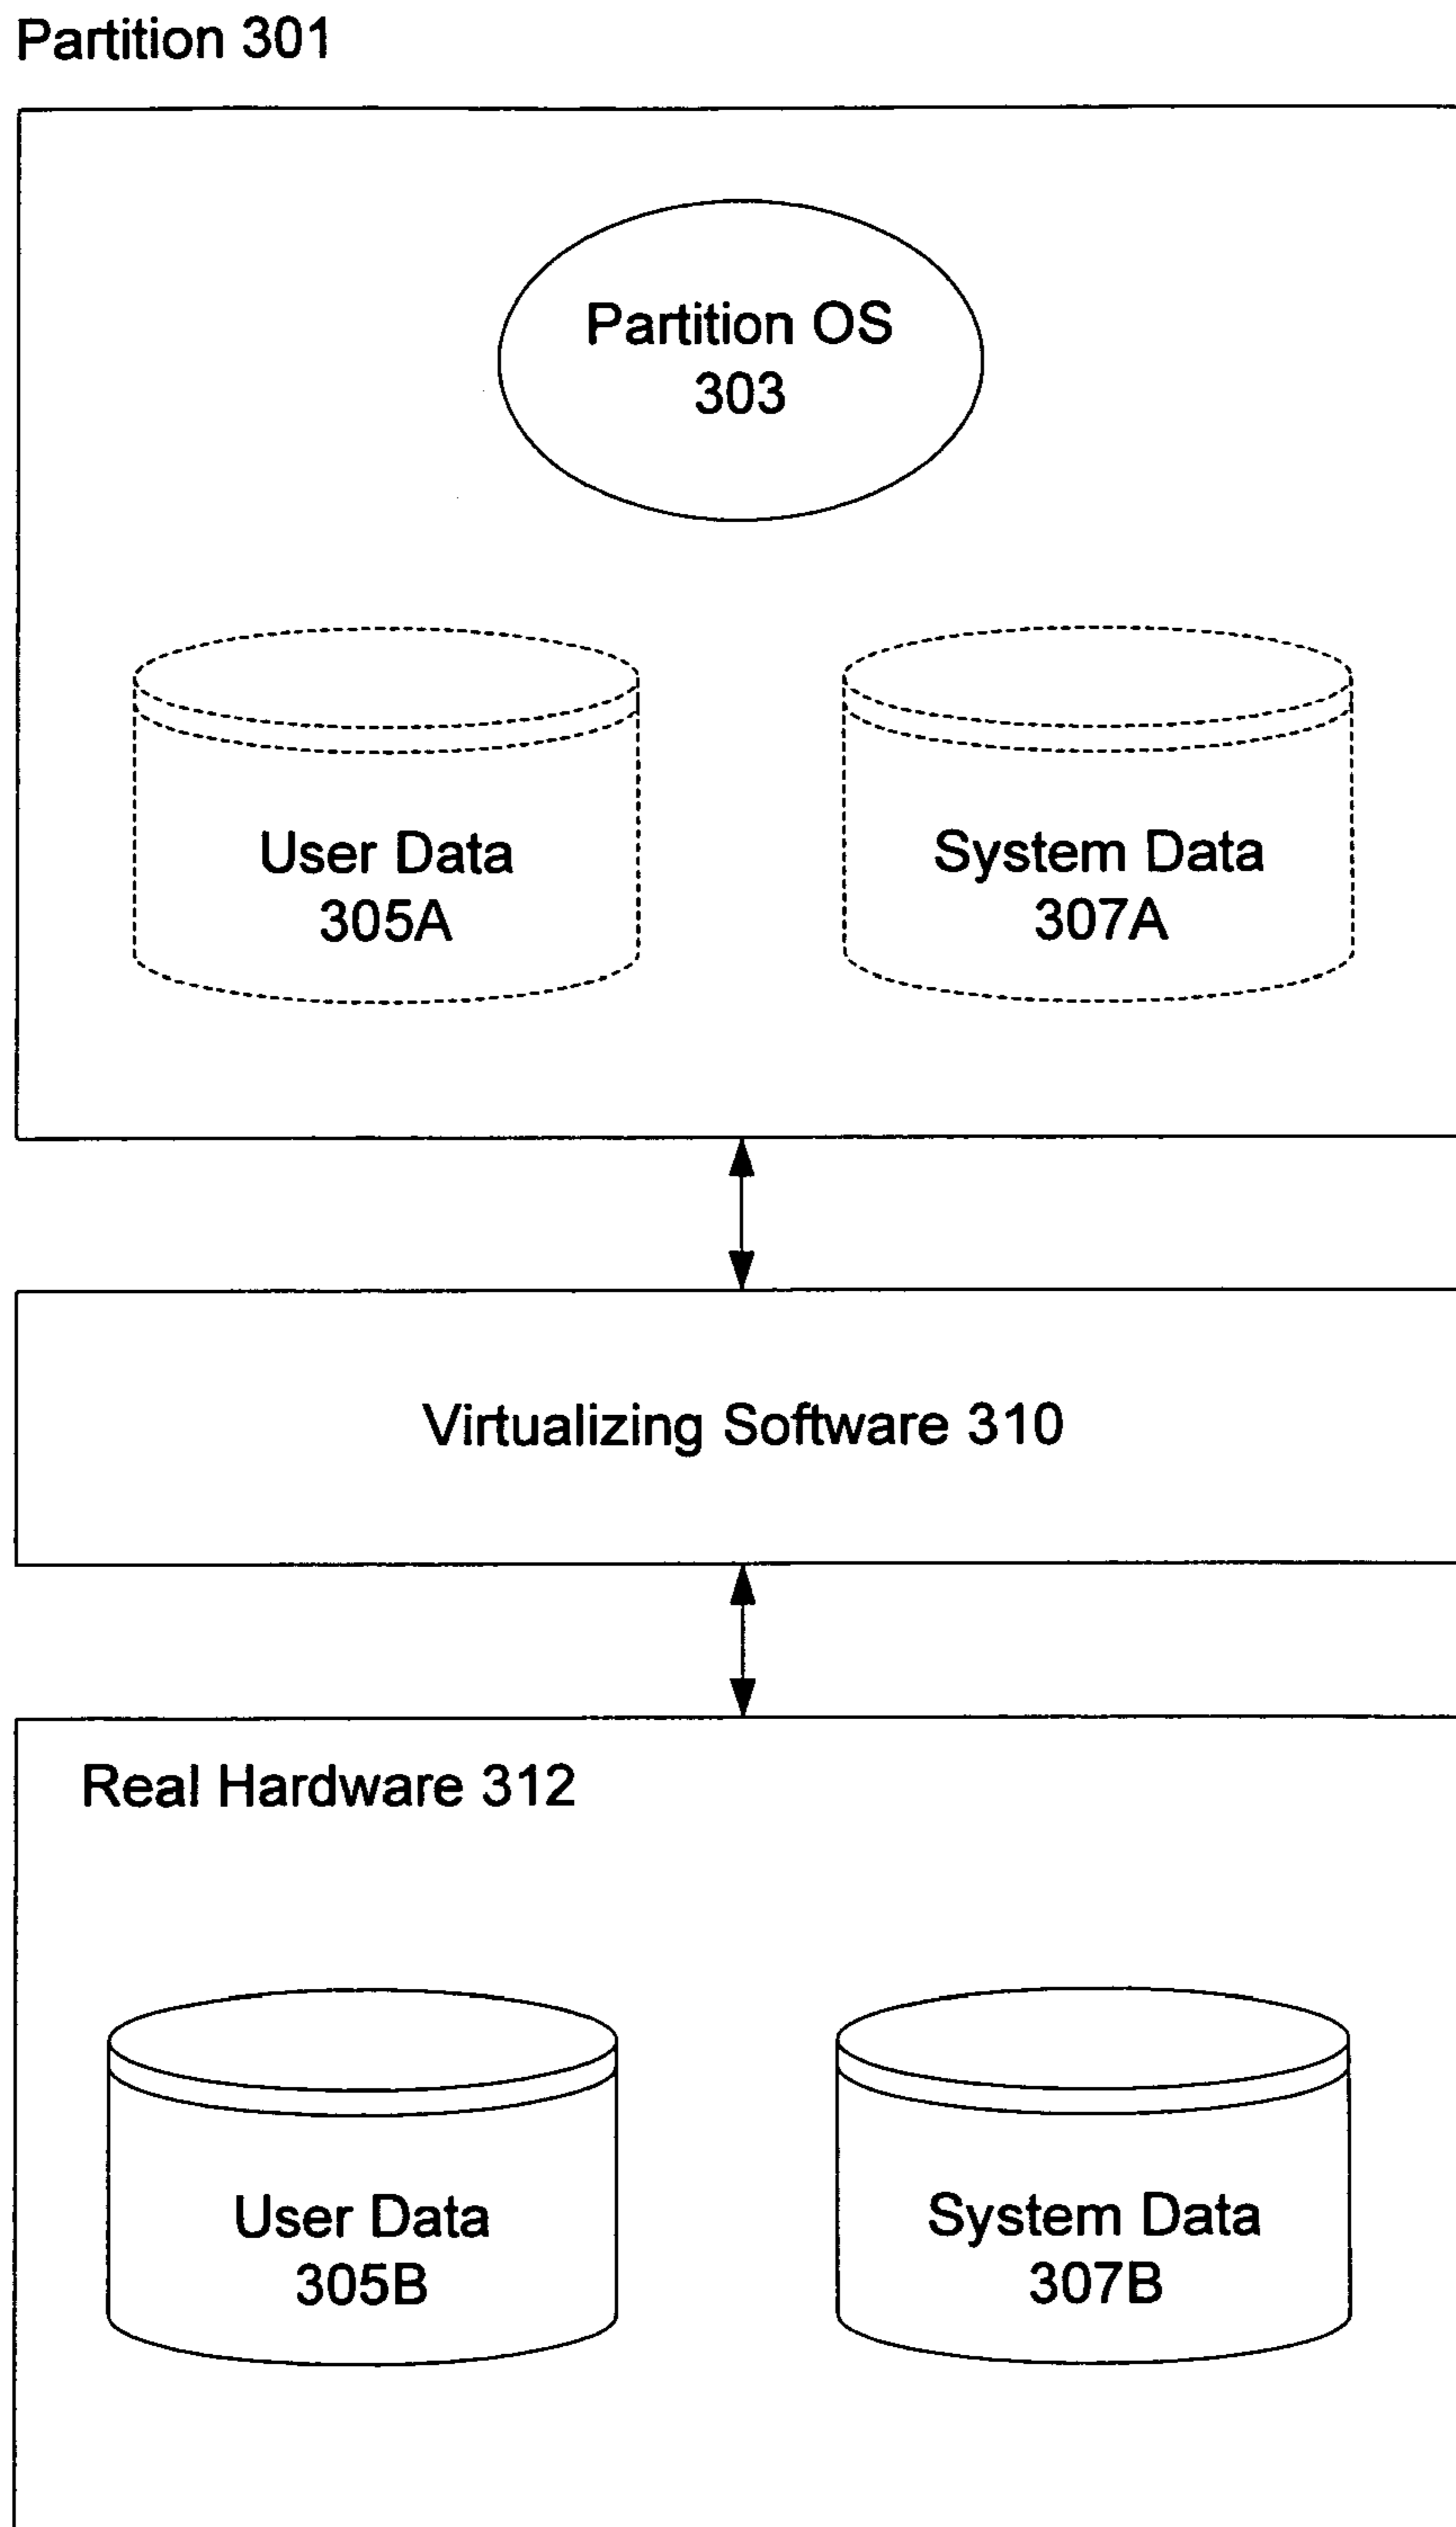 Partition 301
Partition OS
303
User Data
305A
System Data
307A
Virtualizing Software 310
Real Hardware 312
User Data
305B
System Data
307B